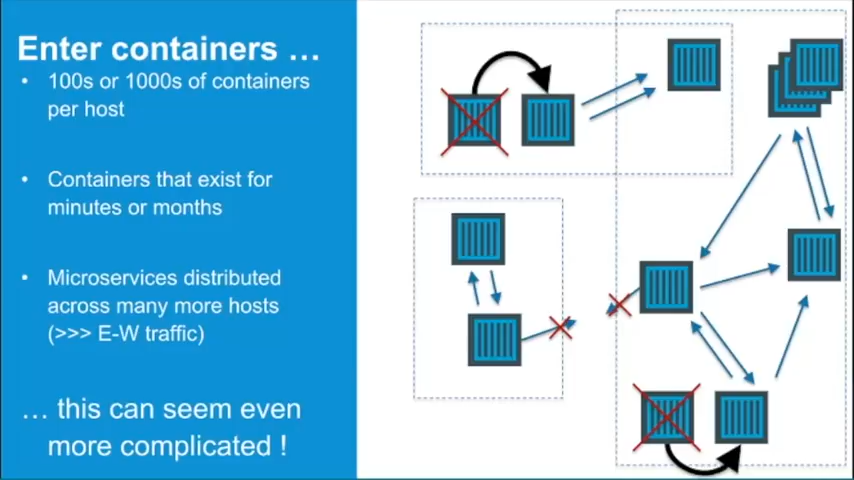 Enter containers …
• 100s or 1000s of containers
per host
• Containers that exist for
minutes or months
• Microservices distributed
across many more hosts
(>>> E-W traffic)
… this can seem even
more complicated !